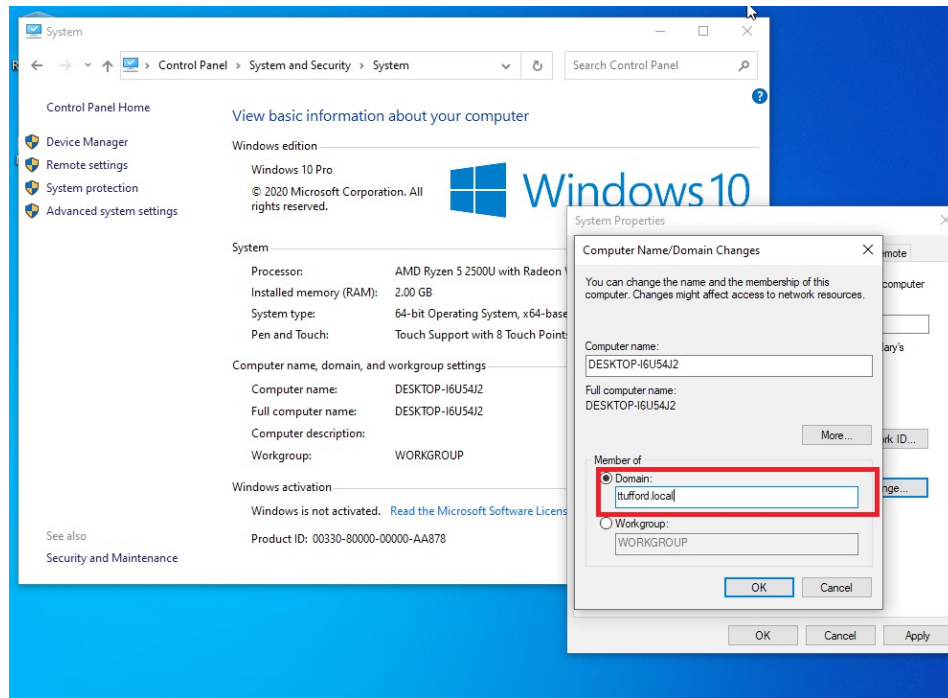 System
Control Panel > System and Security > System
Search Control Panel
Control Panel Home
Device Manager
Remote settings
System protection
Advanced system settings
See also
Security and Maintenance
View basic information about your computer
Windows edition
Windows 10 Pro
© 2020 Microsoft Corporation. All
rights reserved.
Windows 10
System
Processor: AMD Ryzen 5 2500U with Radeon
Installed memory (RAM): 2.00 GB
System type: 64-bit Operating System, x64-base
Pen and Touch: Touch Support with 8 Touch Point
Computer name, domain, and workgroup settings
Computer name: DESKTOP-I6U54J2
Full computer name: DESKTOP-I6U54J2
Computer description:
Workgroup: WORKGROUP
Windows activation
Windows is not activated. Read the Microsoft Software Licens
Product ID: 00330-80000-00000-AA878
System Properties
emote
computer
ary's
rk ID...
nge...
Computer Name/Domain Changes
You can change the name and the membership of this
computer. Changes might affect access to network resources.
Computer name:
DESKTOP-I6U54J2
Full computer name:
DESKTOP-I6U54J2
More...
Member of
Domain:
ttufford.local
Workgroup:
WORKGROUP
OK Cancel
OK Cancel Apply